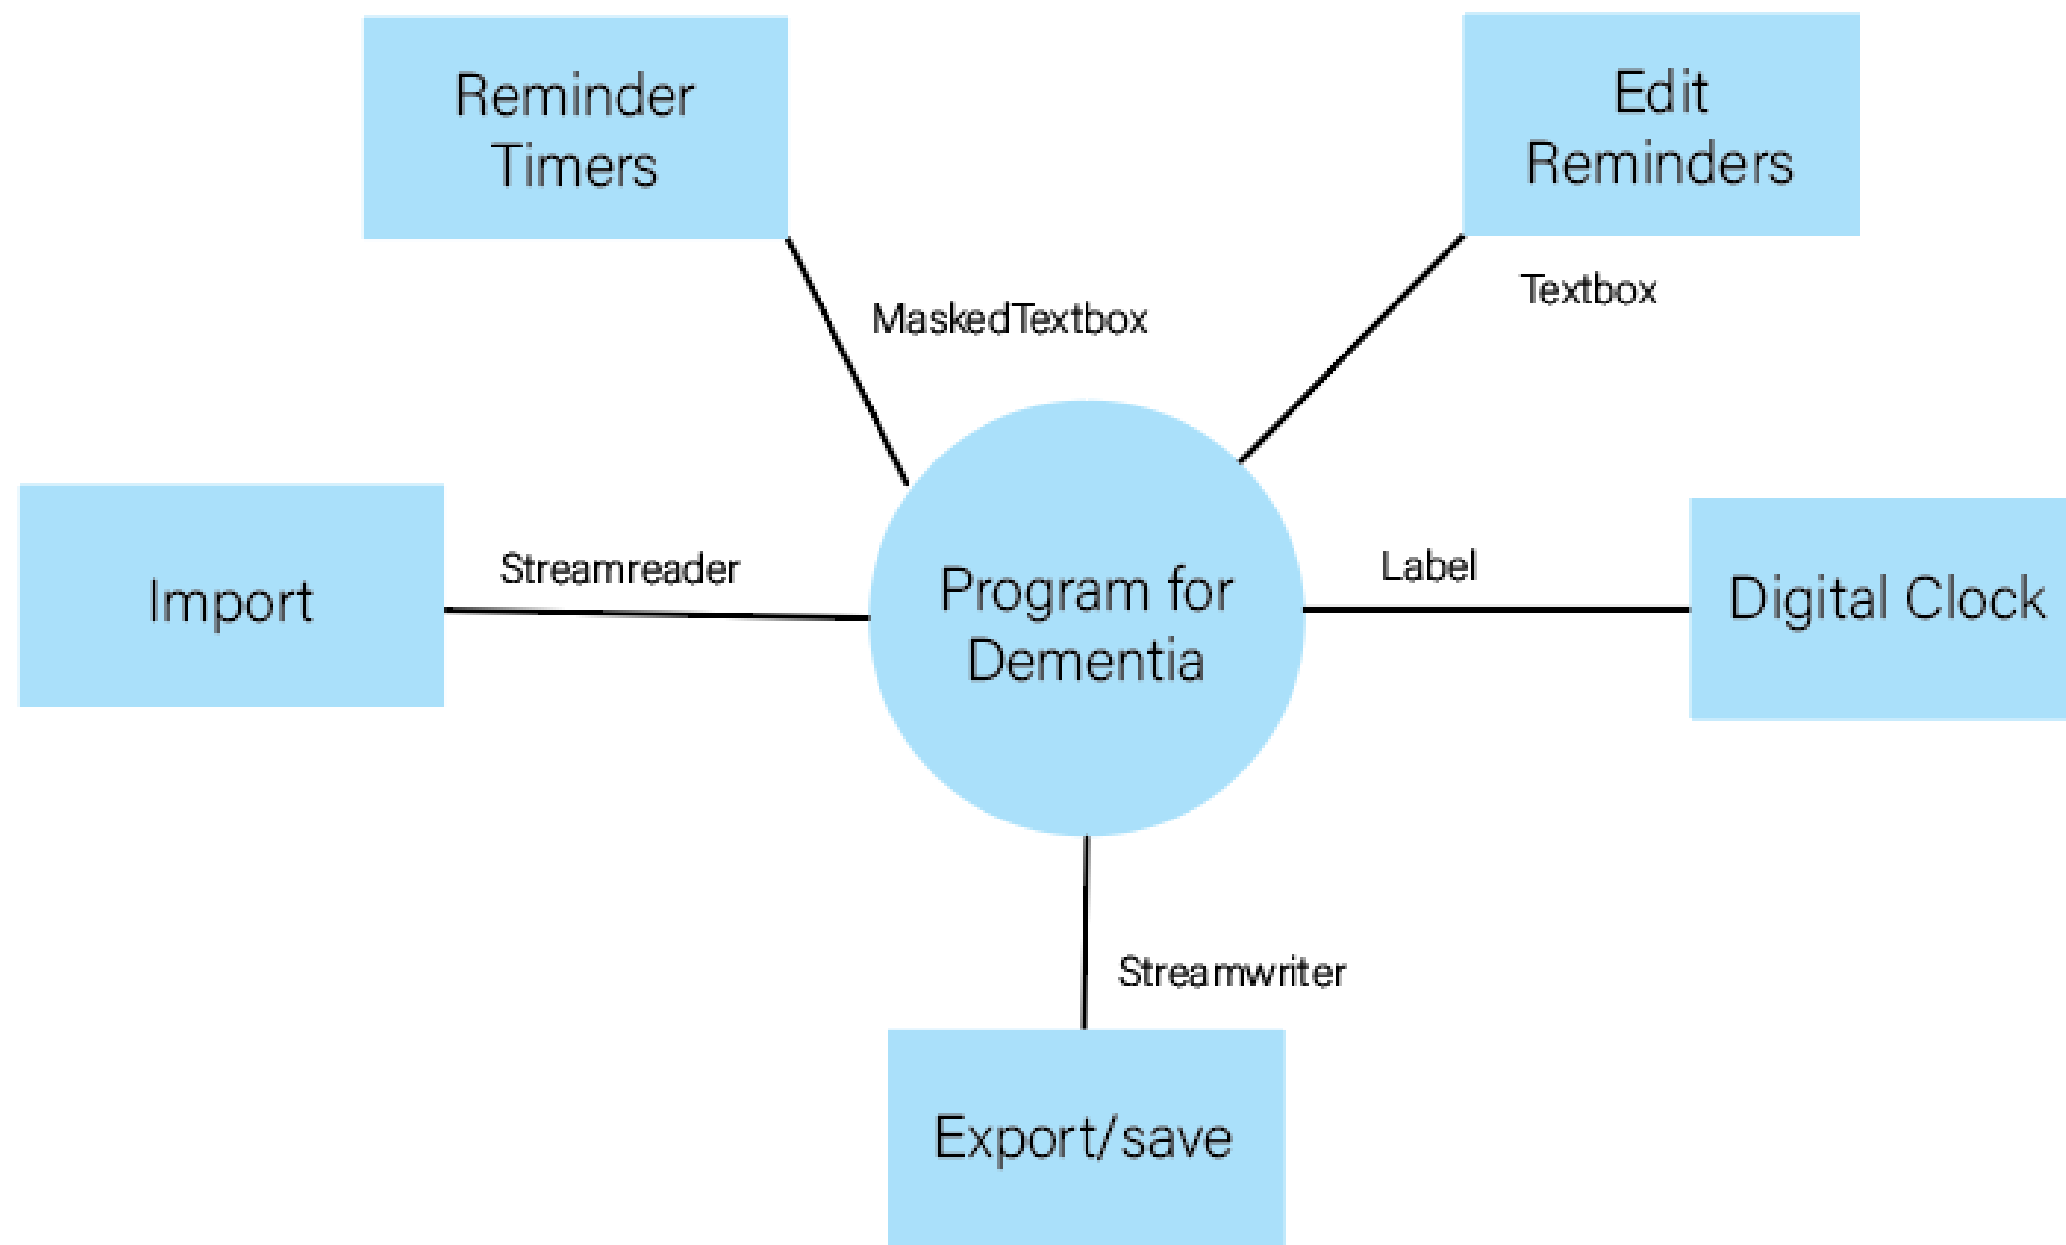 Reminder
Timers
Edit
Reminders
MaskedTextbox
Textbox
Import
Streamreader
Program for
Dementia
Label
Digital Clock
Streamwriter
Export/save